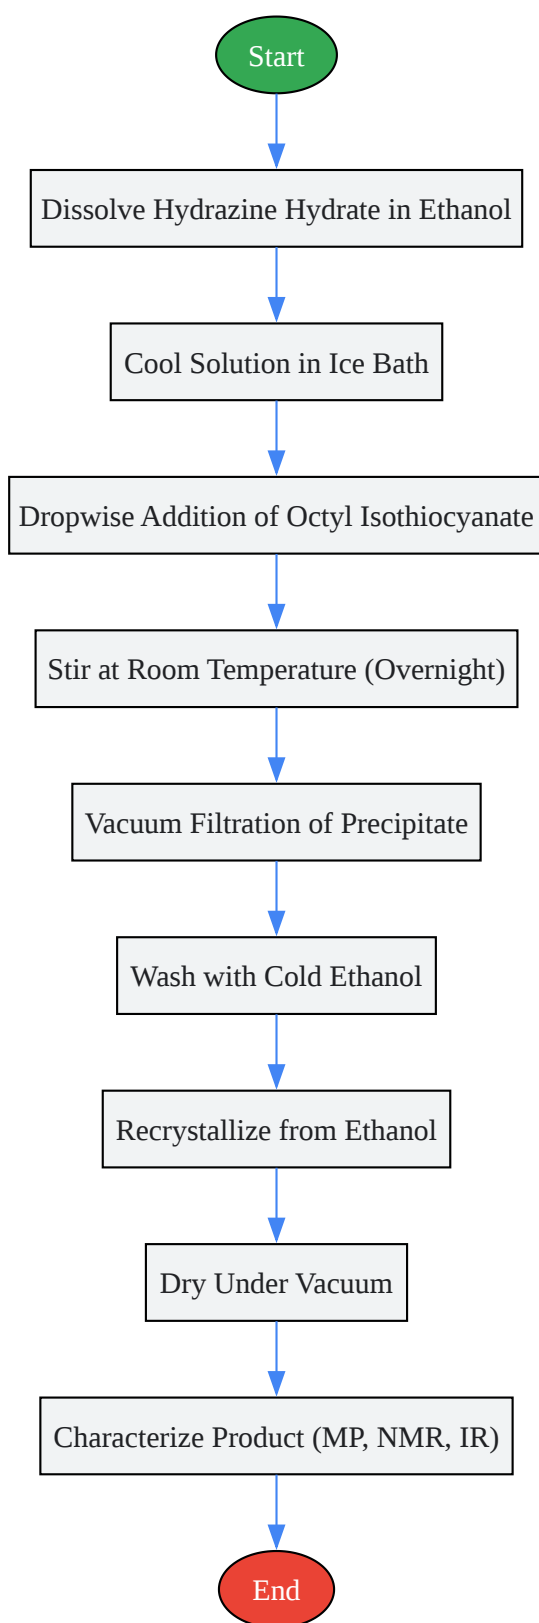 Start
Dissolve Hydrazine Hydrate in Ethanol
Cool Solution in Ice Bath
Dropwise Addition of Octyl Isothiocyanate
Stir at Room Temperature (Overnight)
Vacuum Filtration of Precipitate
Wash with Cold Ethanol
Recrystallize from Ethanol
Dry Under Vacuum
Characterize Product (MP, NMR, IR)
End